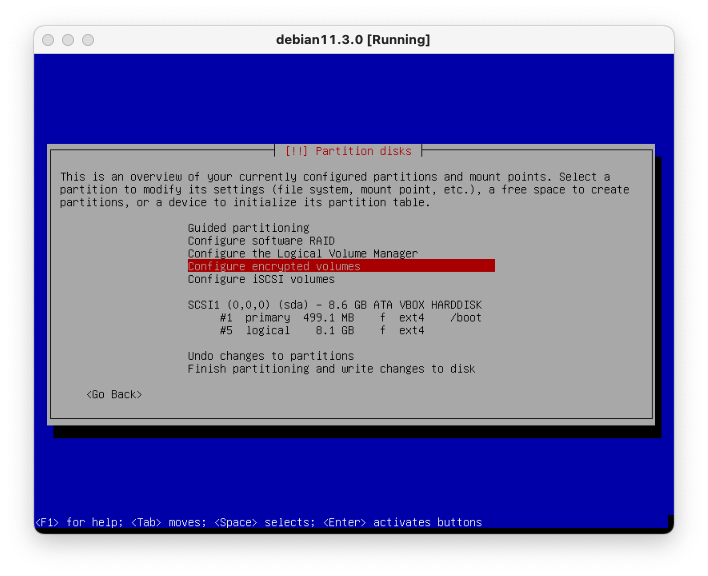 debian11.3.0 [Running]
[!!] Partition disks
This is an overview of your currently configured partitions and mount points. Select a
partition to modify its settings (file system, mount point, etc.), a free space to create
partitions, or a device to initialize its partition table.
Guided partitioning
Configure software RAID
Configure the Logical Volume Manager
Configure encrypted volumes
Configure iSCSI volumes
SCSI1 (0,0,0) (sda) - 8.6 GB ATA VBOX HARDDISK
#1 primary 499.1 MB f ext4 /boot
#5 logical 8.1 GB f ext4
Undo changes to partitions
Finish partitioning and write changes to disk
<Go Back>
<F1> for help; <Tab> moves; <Space> selects; <Enter> activates buttons